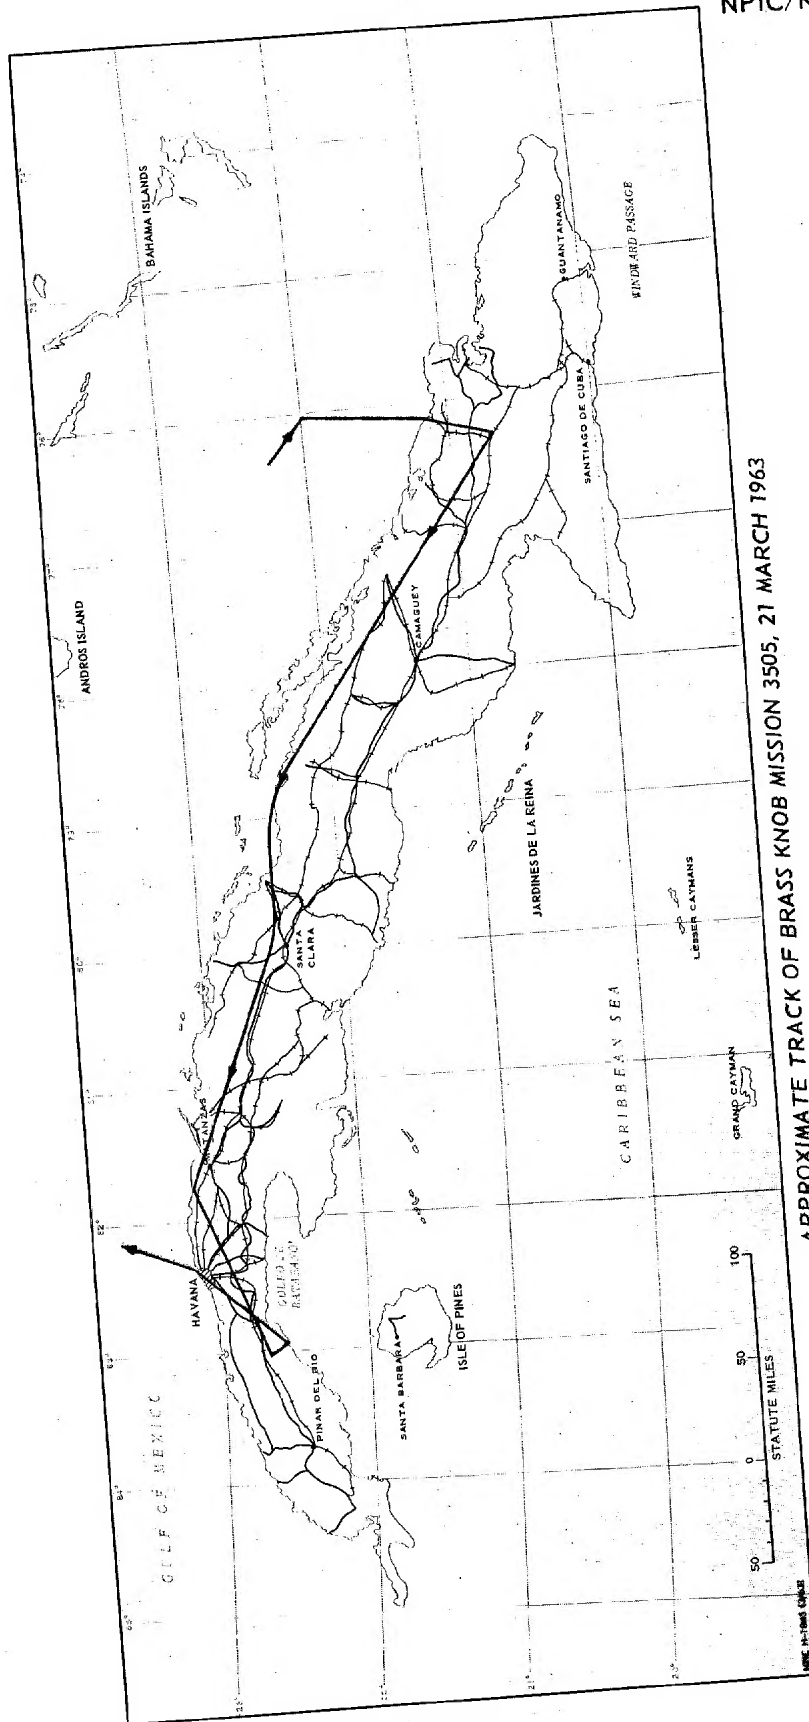 NPIC/
APPROXIMATE TRACK OF BRASS KNOB MISSION 3505, 21 MARCH 1963
BAHAMA ISLANDS
ANDROS ISLAND
GULF OF MEXICO
HAVANA
PINAR DEL RIO
SANTA
CLARA
CAMAGUEY
GUANTANAMO
SANTIAGO DE CUBA
WINDWARD PASSAGE
SANTA BARBARA
ISLE OF PINES
JARDINES DE LA REINA
CARIBBEAN SEA
LESSER CAYMANS
GRAND CAYMAN
50 0 50 100
STATUTE MILES
82°
84°